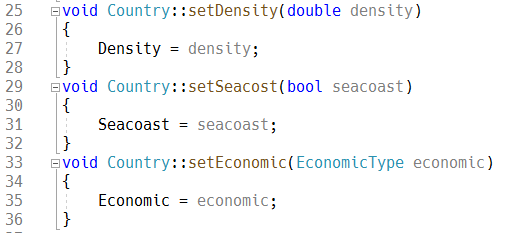 25 void Country::setDensity(double density)
26 {
27 Density = density;
28 }
29 void Country::setSeacost(bool seacoast)
30 {
31 Seacoast = seacoast;
32 }
33 void Country::setEconomic(EconomicType economic)
34 {
35 Economic = economic;
36 }